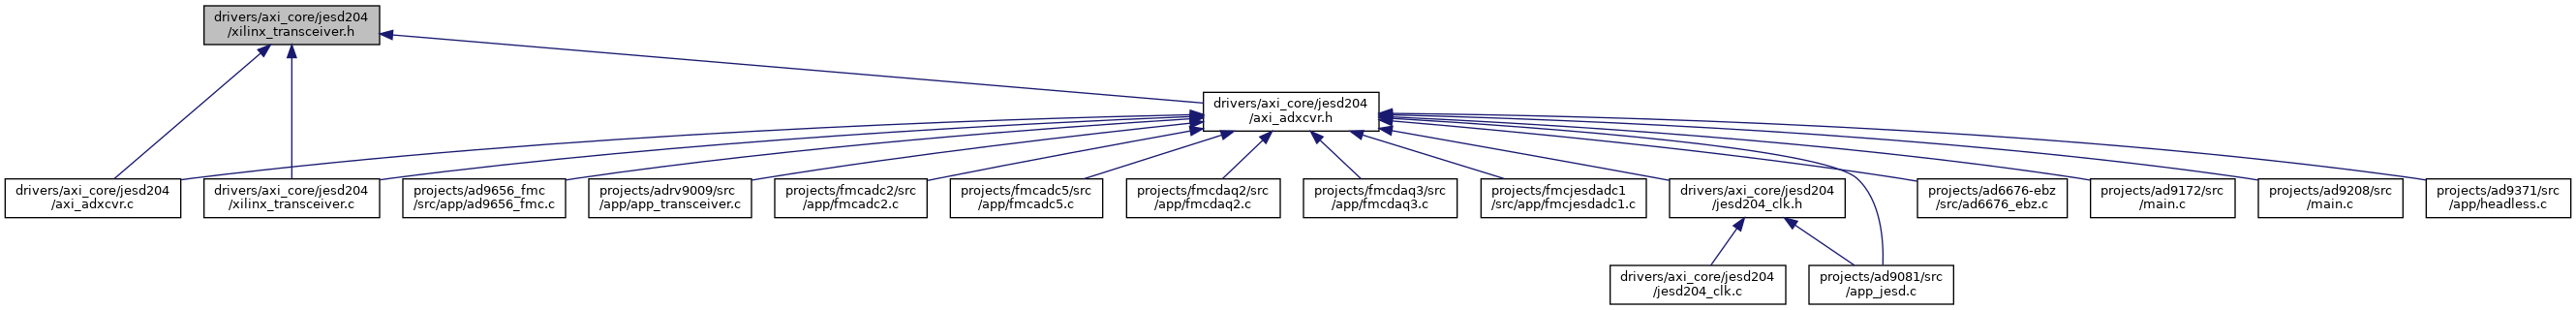 drivers/axi_core/jesd204
/xilinx_transceiver.h
drivers/axi_core/jesd204
/axi_adxcvr.h
drivers/axi_core/jesd204
/axi_adxcvr.c
drivers/axi_core/jesd204
/xilinx_transceiver.c
projects/ad9656_fmc
/src/app/ad9656_fmc.c
projects/adrv9009/src
/app/app_transceiver.c
projects/fmcadc2/src
/app/fmcadc2.c
projects/fmcadc5/src
/app/fmcadc5.c
projects/fmcdaq2/src
/app/fmcdaq2.c
projects/fmcdaq3/src
/app/fmcdaq3.c
projects/fmcjesdadc1
/src/app/fmcjesdadc1.c
drivers/axi_core/jesd204
/jesd204_clk.h
projects/ad6676-ebz
/src/ad6676_ebz.c
projects/ad9172/src
/main.c
projects/ad9208/src
/main.c
projects/ad9371/src
/app/headless.c
drivers/axi_core/jesd204
/jesd204_clk.c
projects/ad9081/src
/app_jesd.c